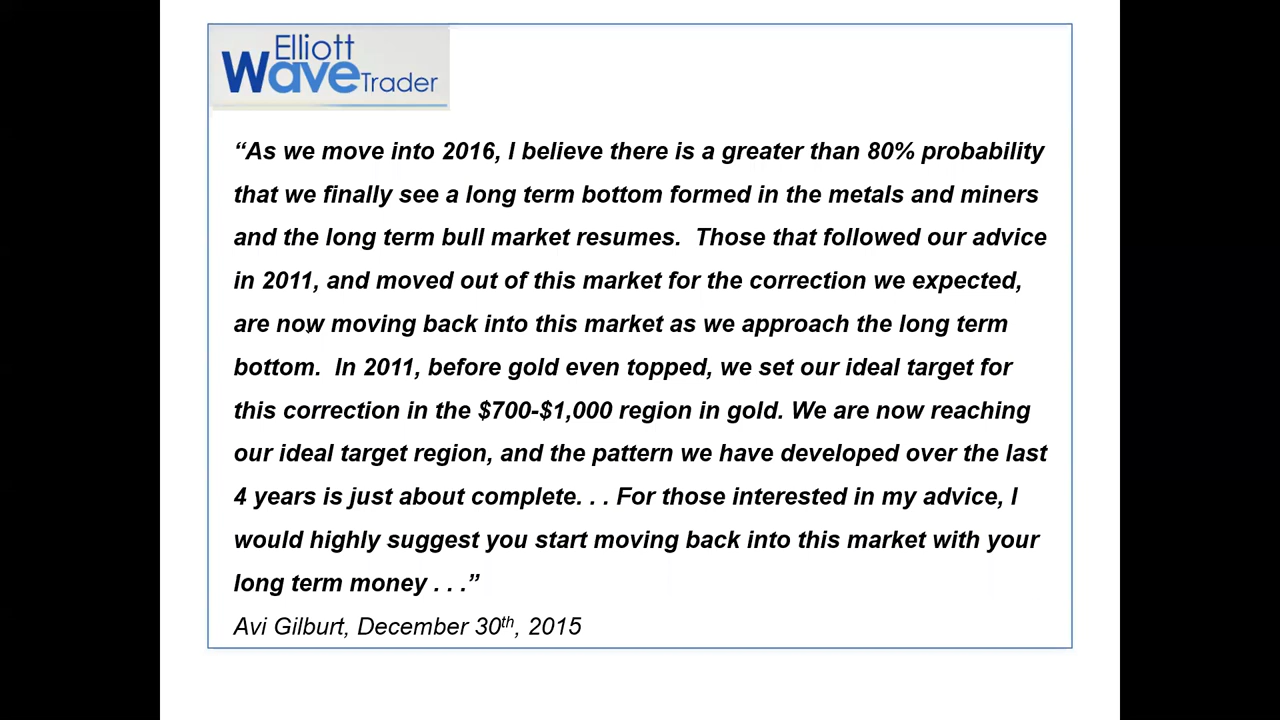 Elliott
Wave Trader
“As we move into 2016, I believe there is a greater than 80% probability
that we finally see a long term bottom formed in the metals and miners
and the long term bull market resumes.  Those that followed our advice
in 2011, and moved out of this market for the correction we expected,
are now moving back into this market as we approach the long term
bottom.  In 2011, before gold even topped, we set our ideal target for
this correction in the $700-$1,000 region in gold. We are now reaching
our ideal target region, and the pattern we have developed over the last
4 years is just about complete. . . For those interested in my advice, I
would highly suggest you start moving back into this market with your
long term money . . .”
Avi Gilburt, December 30th, 2015